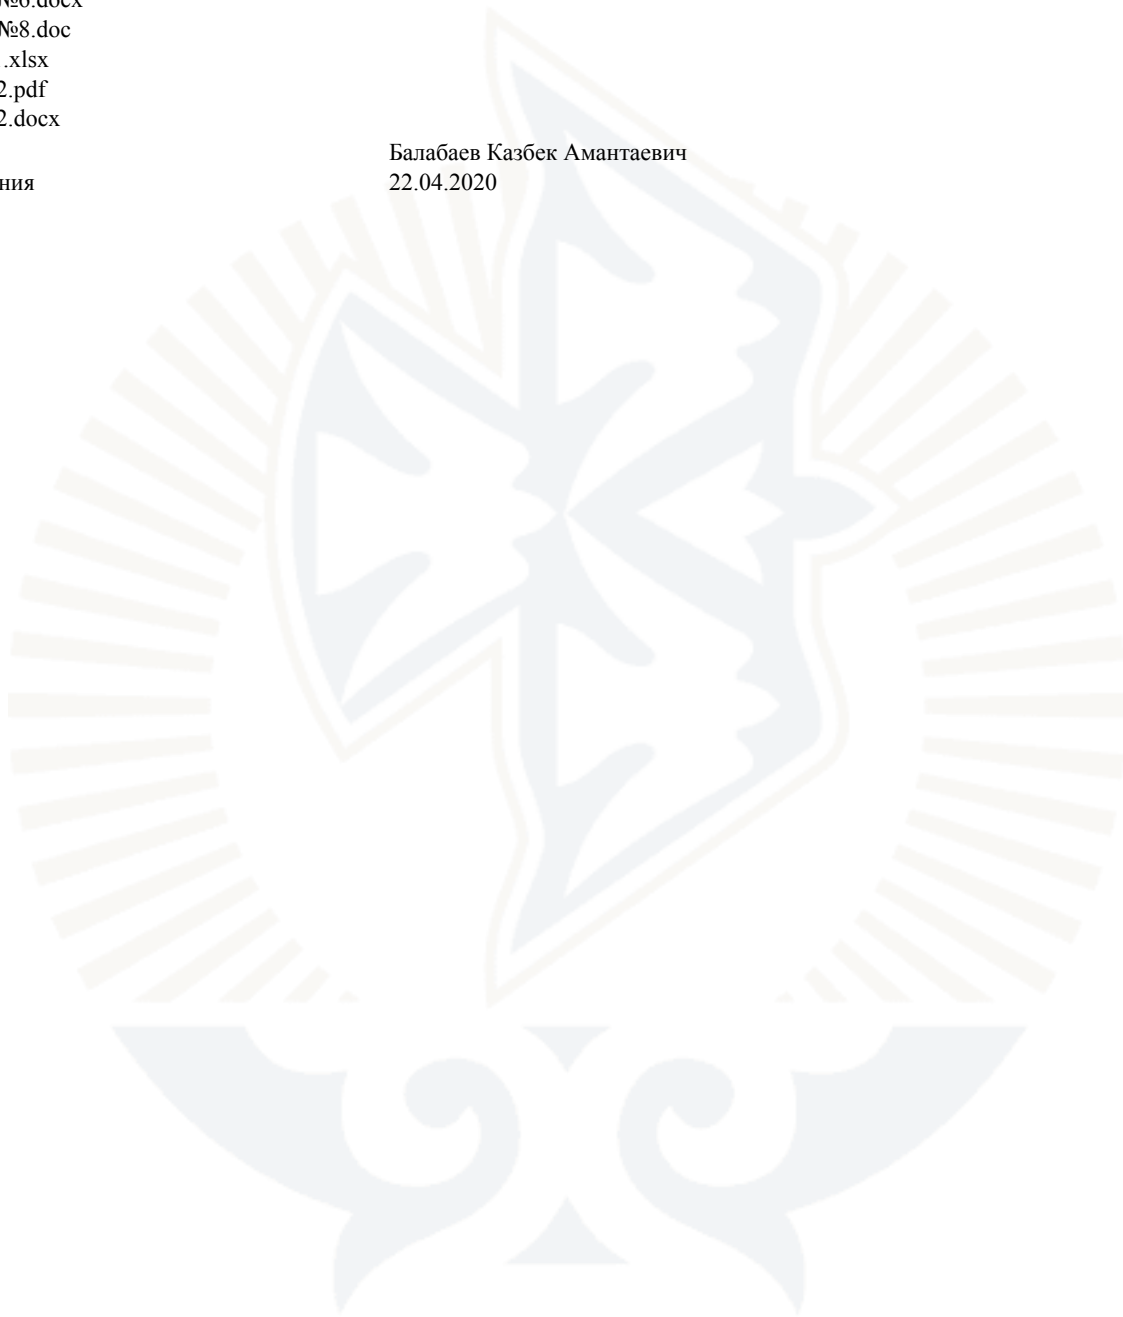 №6.docx
№8.doc
.xlsx
2.pdf
2.docx
Балабаев Казбек Амантаевич
ния 22.04.2020